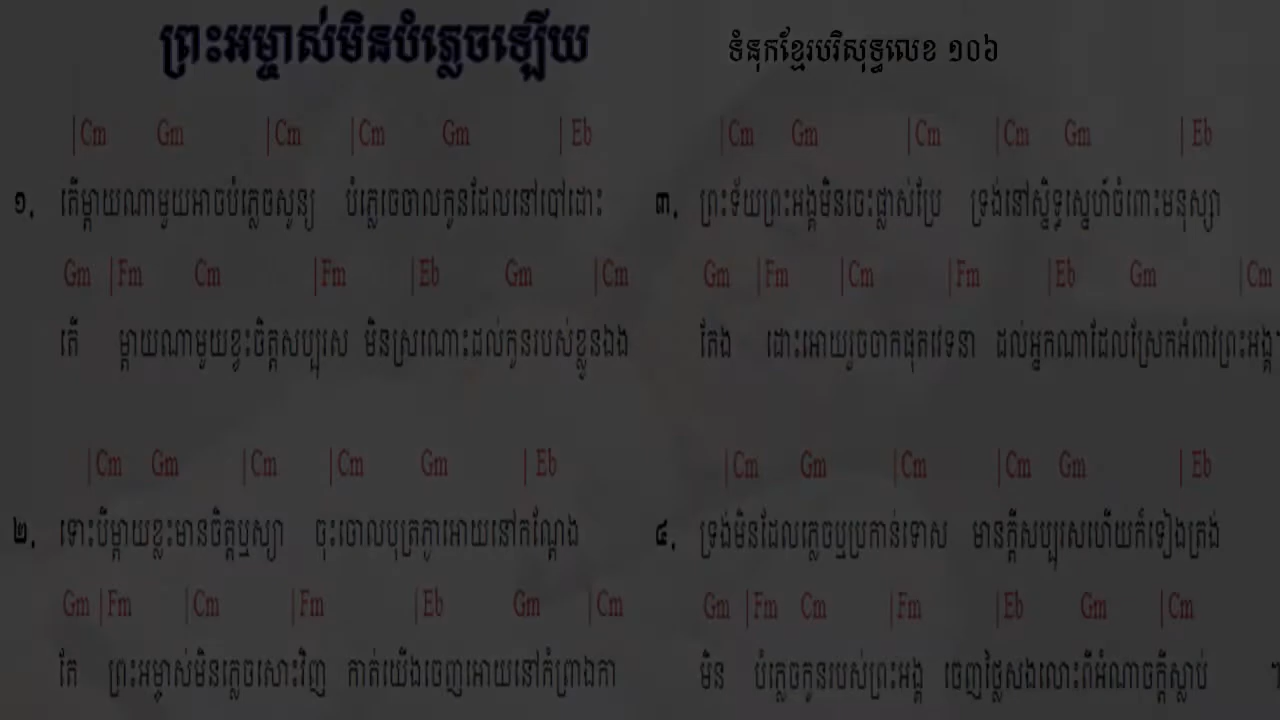 ព្រះអម្ចាស់មិនបំភ្លេចឡើយ
ទំនុកខ្មែរបរិសុទ្ធលេខ ១០៦
|Cm Gm |Cm |Cm Gm | Eb
១. តើម្តាយណាមួយអាចបំភ្លេចសូន្យ បំភ្លេចចោលកូនដែលនៅបៅដោះ
Gm |Fm Cm |Fm |Eb Gm |Cm
តើ ម្តាយណាមួយខ្វះចិត្តសប្បុរស មិនស្រណោះដល់កូនរបស់ខ្លួនឯង
|Cm Gm |Cm |Cm Gm | Eb
២. ទោះបីម្តាយខ្លះមានចិត្តឬស្យា ចុះចោលបុត្រភ្ងាអោយនៅកណ្តែង
Gm |Fm |Cm |Fm |Eb Gm |Cm
តែ ព្រះអម្ចាស់មិនភ្លេចសោះវិញ កាត់យើងចេញអោយនៅកំព្រាឯកា
|Cm Gm |Cm |Cm Gm | Eb
៣. ព្រះទ័យព្រះអង្គមិនចេះផ្លាស់ប្រែ ទ្រង់នៅស្និទ្ធស្នេហ៍ចំពោះមនុស្សា
Gm |Fm |Cm |Fm |Eb Gm |Cm
តែង ដោះអោយរួចចាកផុតវេទនា ដល់អ្នកណាដែលស្រែកអំពាវព្រះអង្គ
|Cm Gm |Cm |Cm Gm | Eb
៤. ទ្រង់មិនដែលភ្លេចឬប្រកាន់ទោស មានក្តីសប្បុរសហើយក៏ទៀងត្រង់
Gm |Fm Cm |Fm |Eb Gm |Cm
មិន បំភ្លេចកូនរបស់ព្រះអង្គ ចេញថ្លៃសងលោះពីអំណាចក្តីស្លាប់